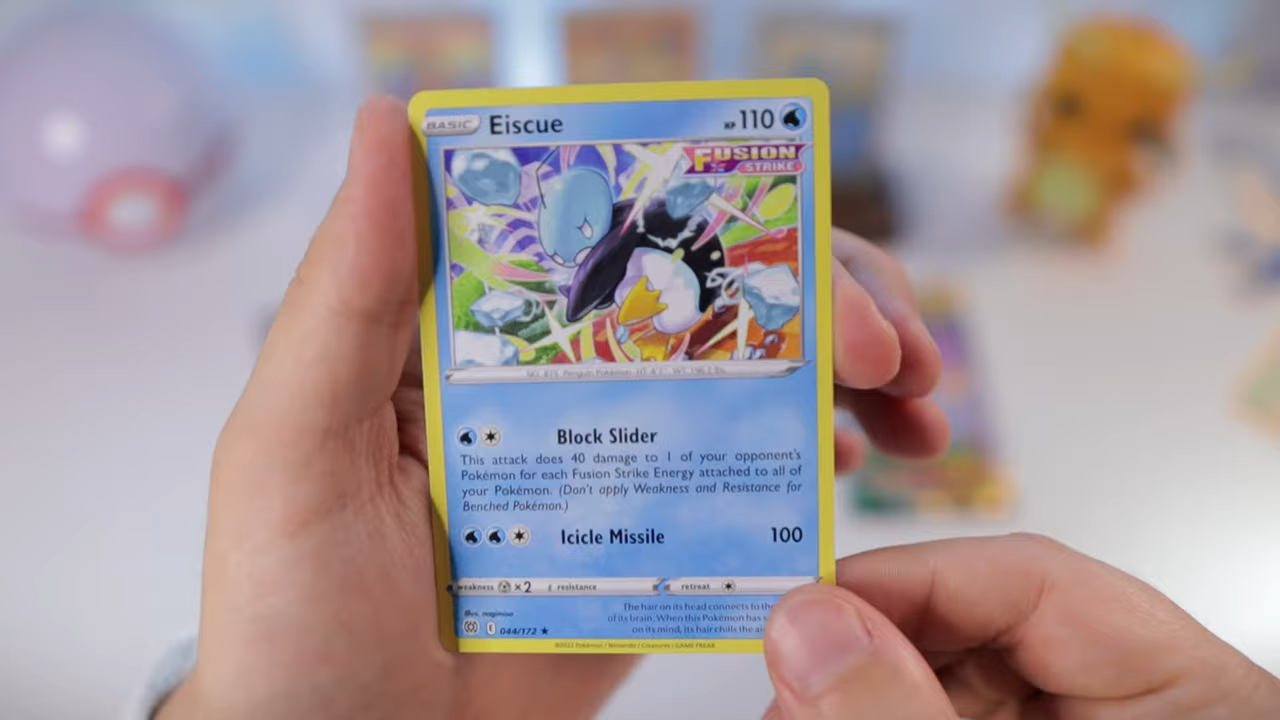 BASIC Eiscue HP 110
FUSION
STRIKE
NO. 875 Penguin Pokémon HT: 4'7" WT: 196.2 lbs.
Block Slider
This attack does 40 damage to 1 of your opponent's
Pokémon for each Fusion Strike Energy attached to all of
your Pokémon. (Don't apply Weakness and Resistance for
Benched Pokémon.)
Icicle Missile 100
weakness ×2 resistance retreat
Illus. nagimiso
The hair on its head connects to the
of its brain. When this Pokémon has
on its mind, its hair chills the
E 044/172 ★
©2022 Pokémon / Nintendo / Creatures / GAME FREAK